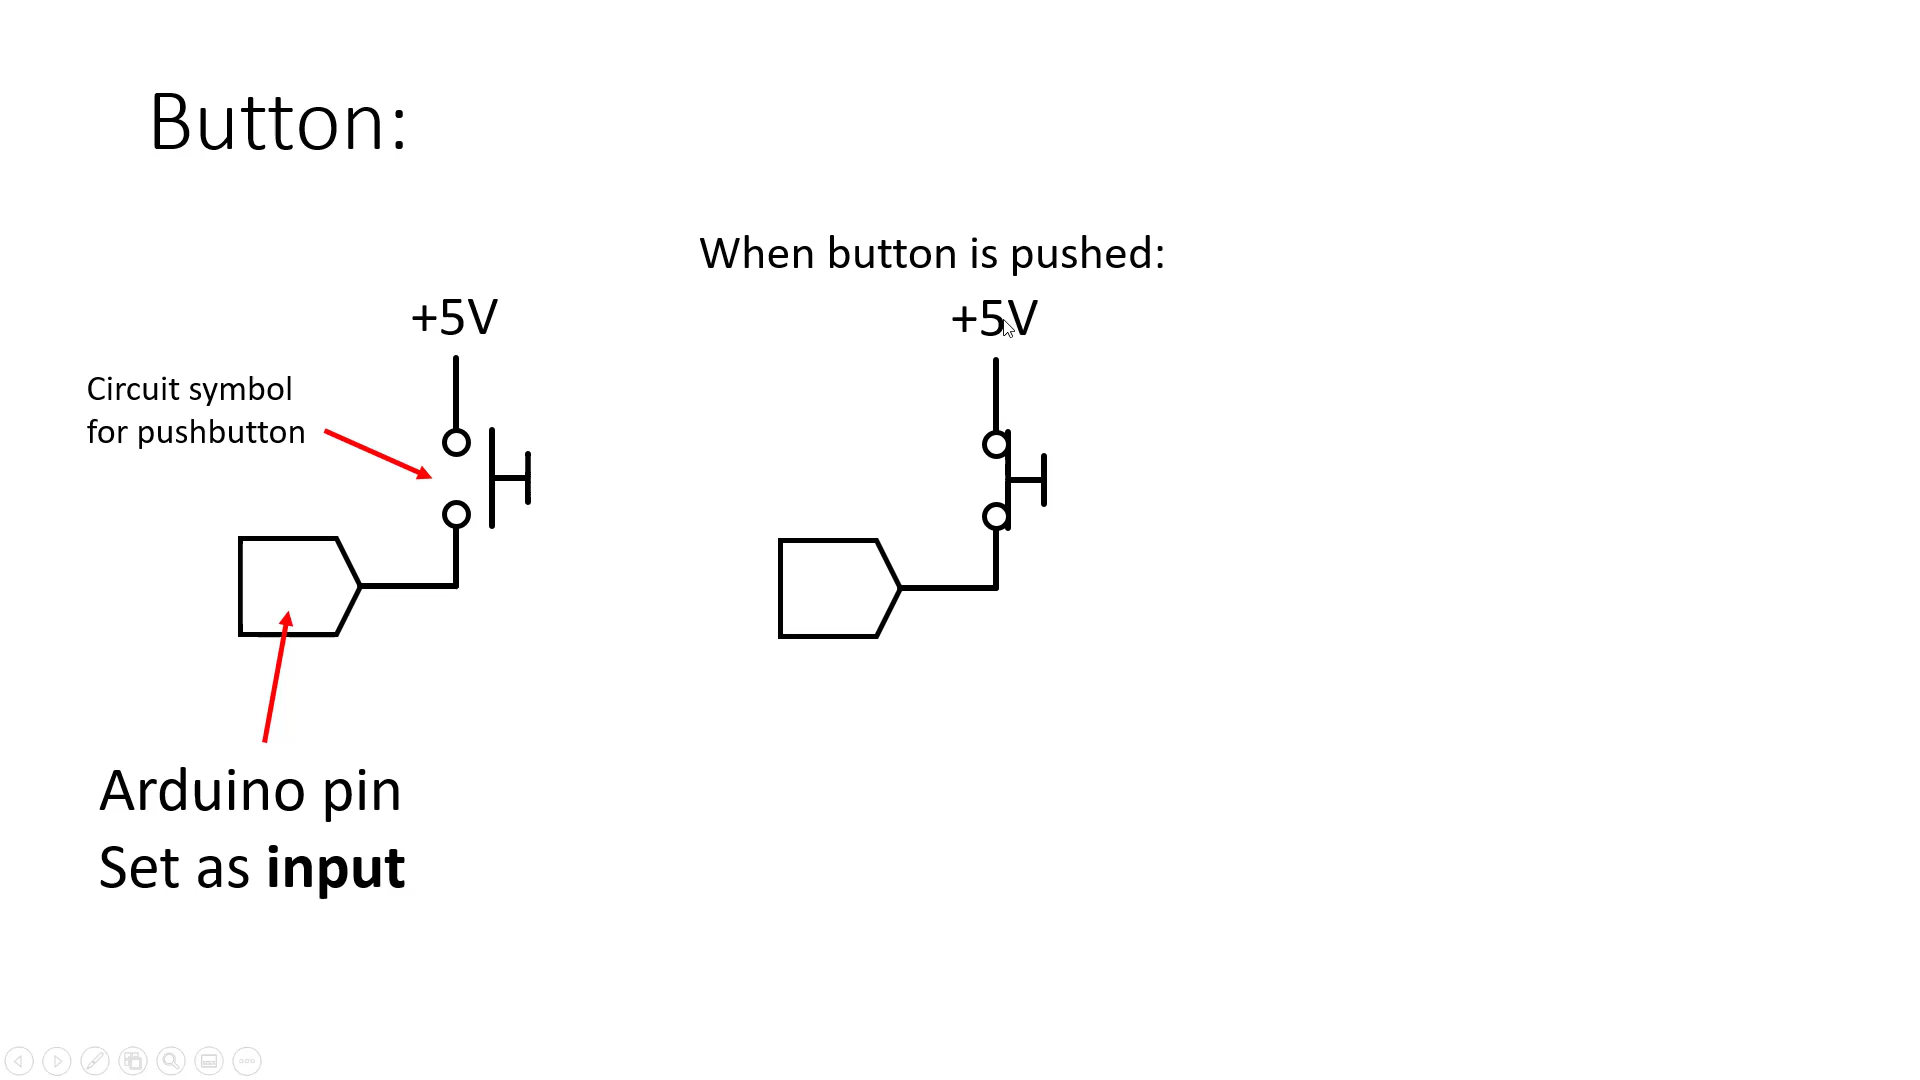 Button:
When button is pushed:
+5V
+5V
Circuit symbol
for pushbutton
Arduino pin
Set as input